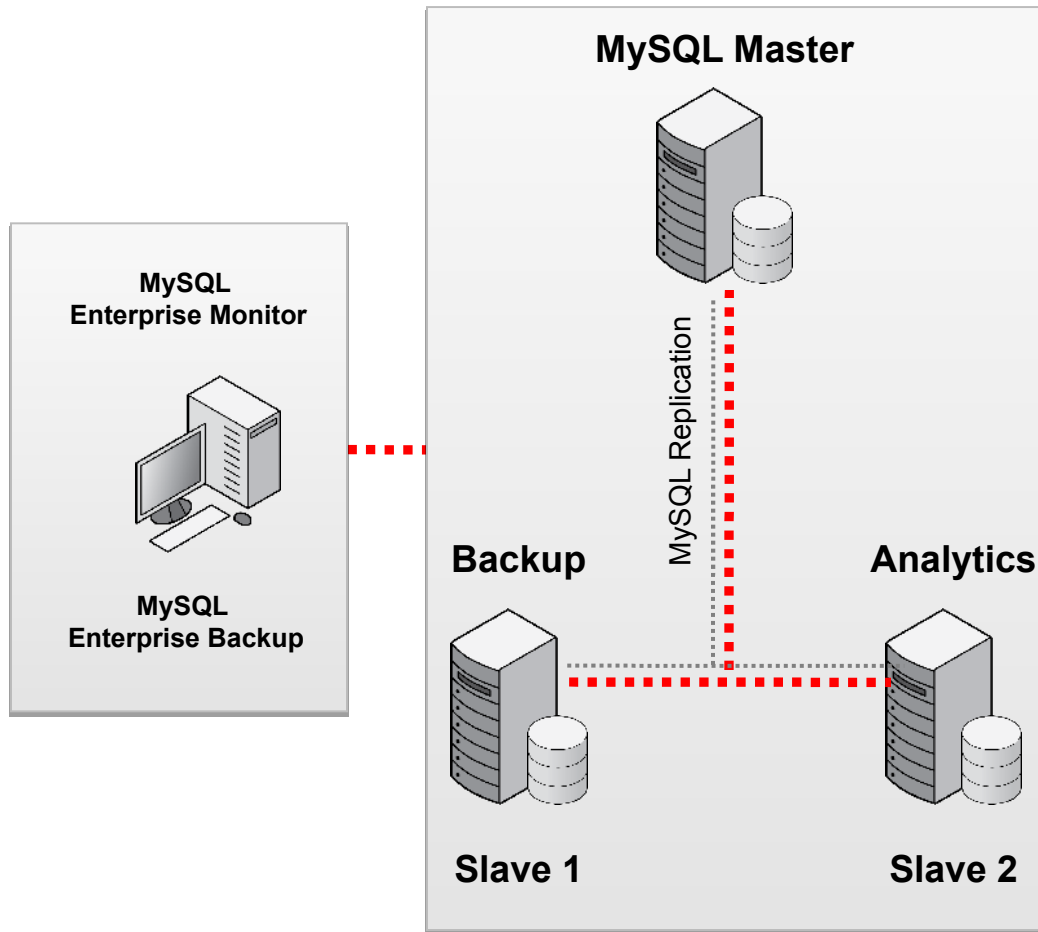 MySQL Master
MySQL
Enterprise Monitor
MySQL
Enterprise Backup
MySQL Replication
Backup
Analytics
Slave 1
Slave 2